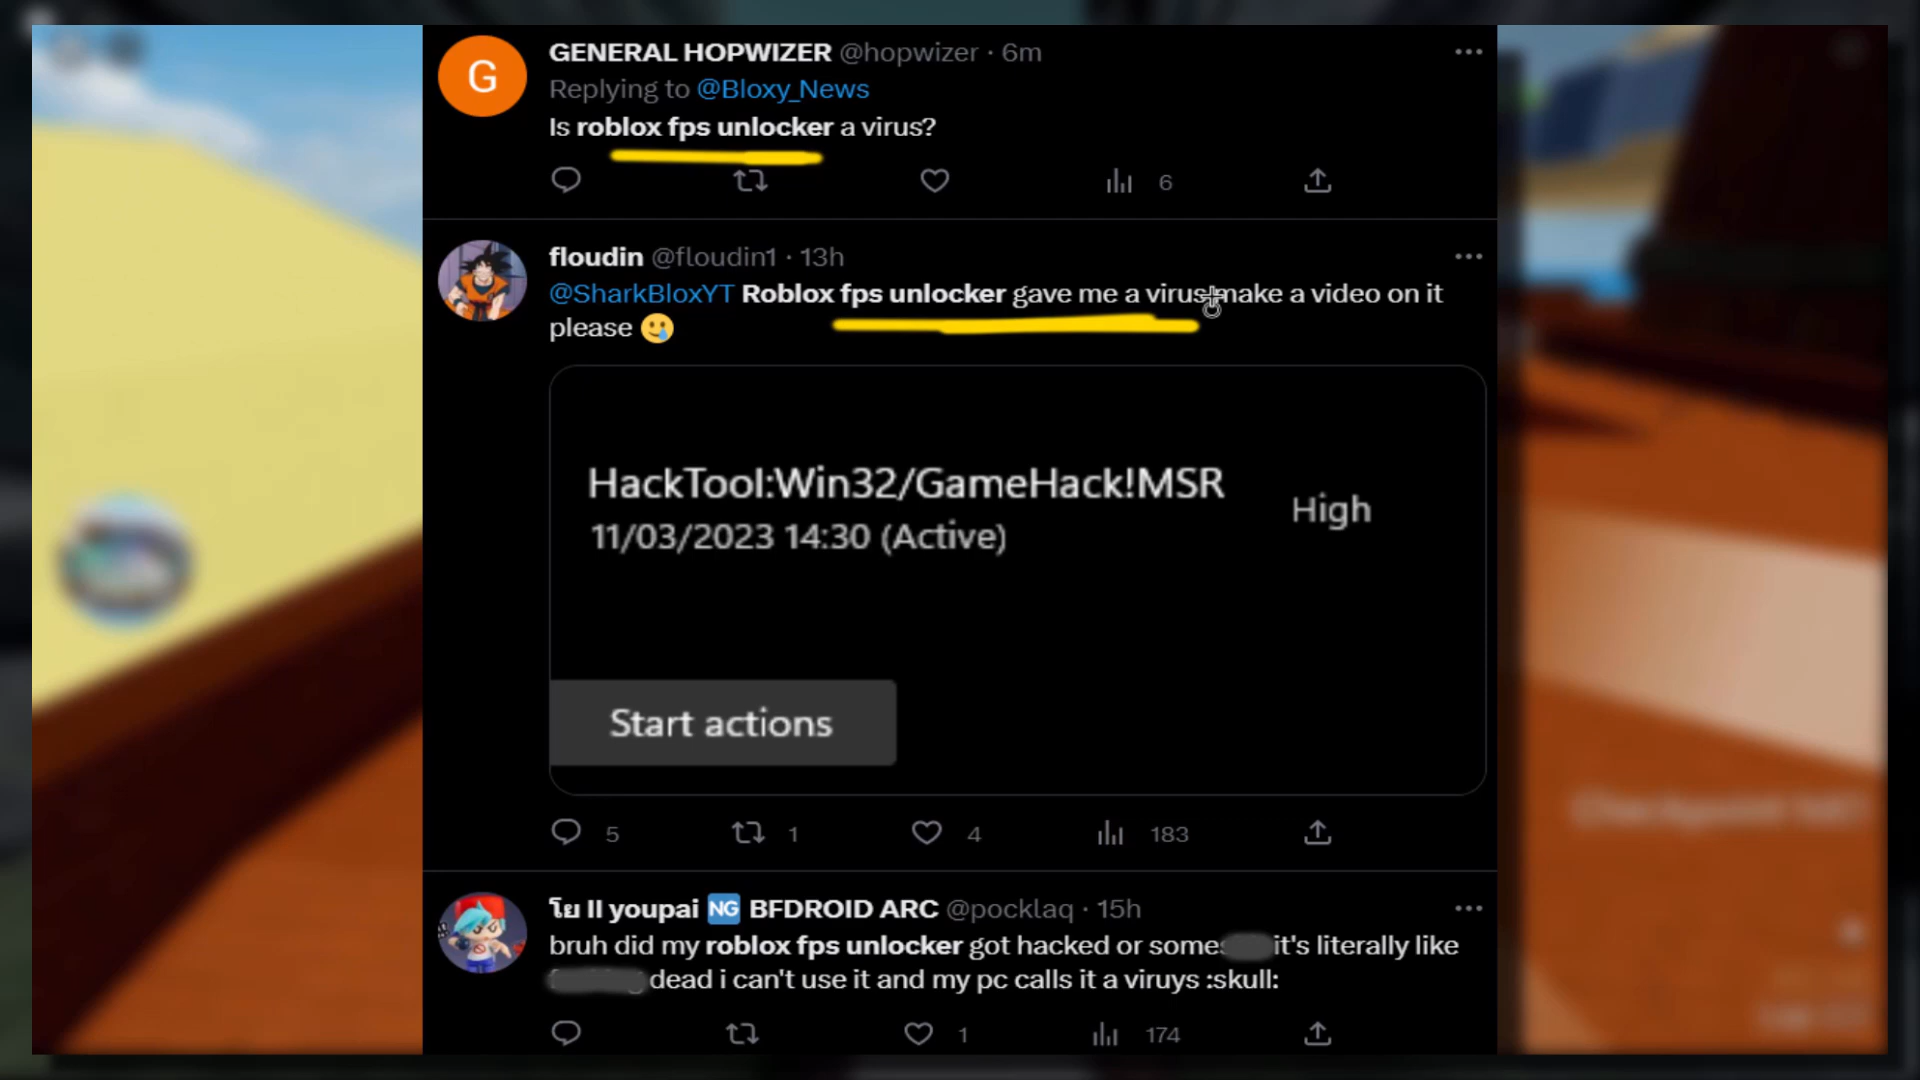 G
GENERAL HOPWIZER @hopwizer · 6m
Replying to @Bloxy_News
Is roblox fps unlocker a virus?
6
floudin @floudin1 · 13h
@SharkBloxYT Roblox fps unlocker gave me a virus make a video on it
please 🥲
HackTool:Win32/GameHack!MSR
High
11/03/2023 14:30 (Active)
Start actions
5 1 4 183
โย II youpai NG BFDROID ARC @pocklaq · 15h
bruh did my roblox fps unlocker got hacked or some it's literally like
dead i can't use it and my pc calls it a viruys :skull:
1 174